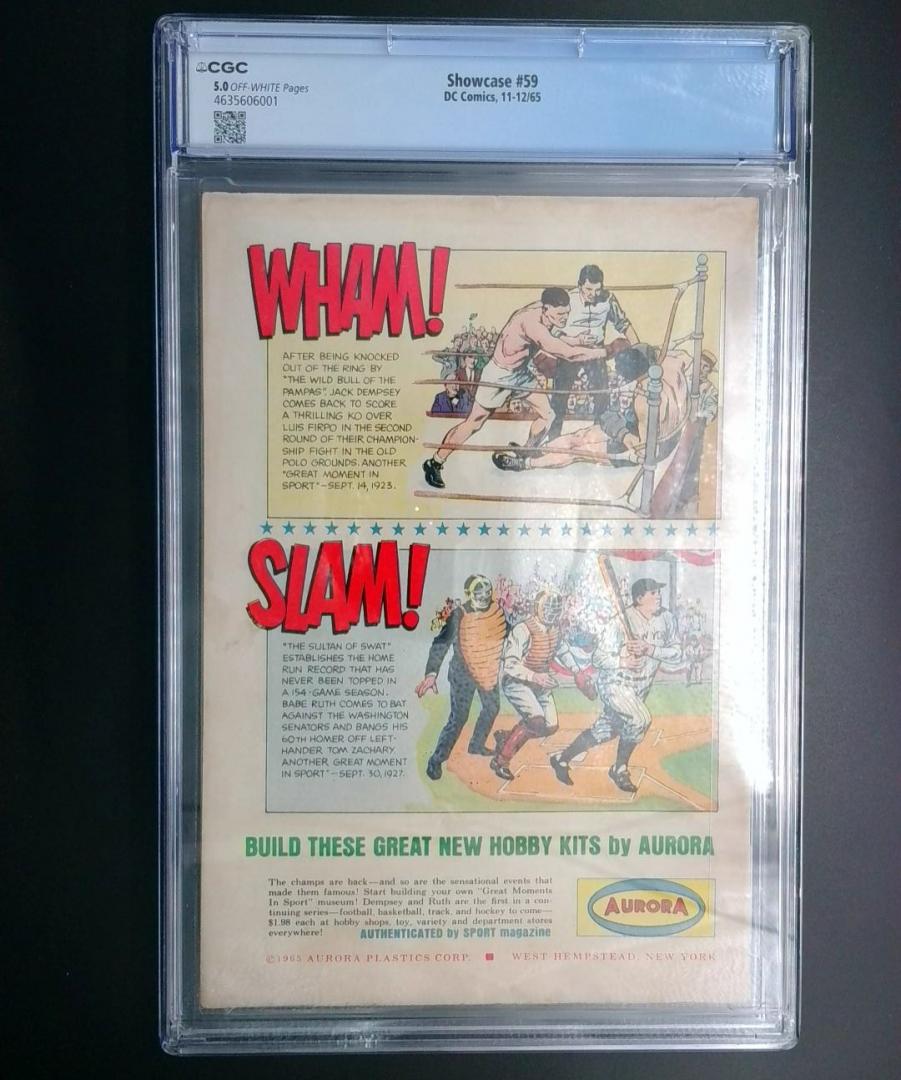 CGC
5.0 OFF-WHITE Pages
4635606001
Showcase #59
DC Comics, 11-12/65
WHAM!
AFTER BEING KNOCKED
OUT OF THE RING BY
"THE WILD BULL OF THE
PAMPAS", JACK DEMPSEY
COMES BACK TO SCORE
A THRILLING KO OVER
LUIS FIRPO IN THE SECOND
ROUND OF THEIR CHAMPION-
SHIP FIGHT IN THE OLD
POLO GROUNDS. ANOTHER
"GREAT MOMENT IN
SPORT"-SEPT. 14, 1923.
SLAM!
"THE SULTAN OF SWAT"
ESTABLISHES THE HOME
RUN RECORD THAT HAS
NEVER BEEN TOPPED IN
A 154-GAME SEASON.
BABE RUTH COMES TO BAT
AGAINST THE WASHINGTON
SENATORS AND BANGS HIS
60TH HOMER OFF LEFT-
HANDER TOM ZACHARY.
ANOTHER GREAT MOMENT
IN SPORT"-SEPT. 30, 1927.
BUILD THESE GREAT NEW HOBBY KITS by AURORA
The champs are back—and so are the sensational events that
made them famous! Start building your own "Great Moments
In Sport" museum! Dempsey and Ruth are the first in a con-
tinuing series—football, basketball, track, and hockey to come—
$1.98 each at hobby shops, toy, variety and department stores
everywhere! AUTHENTICATED by SPORT magazine
AURORA
©1965 AURORA PLASTICS CORP. ■ WEST HEMPSTEAD, NEW YORK